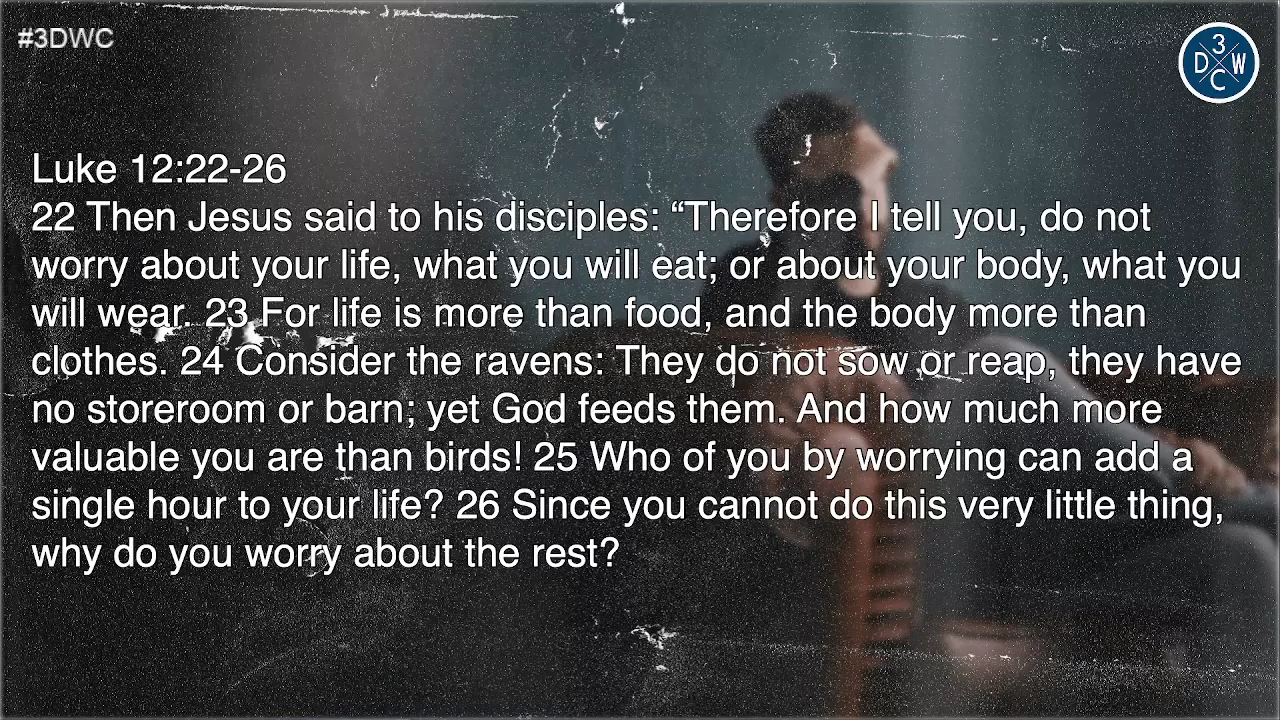 #3DWC
3
D W
C
Luke 12:22-26
22 Then Jesus said to his disciples: “Therefore I tell you, do not
worry about your life, what you will eat; or about your body, what you
will wear. 23 For life is more than food, and the body more than
clothes. 24 Consider the ravens: They do not sow or reap, they have
no storeroom or barn; yet God feeds them. And how much more
valuable you are than birds! 25 Who of you by worrying can add a
single hour to your life? 26 Since you cannot do this very little thing,
why do you worry about the rest?